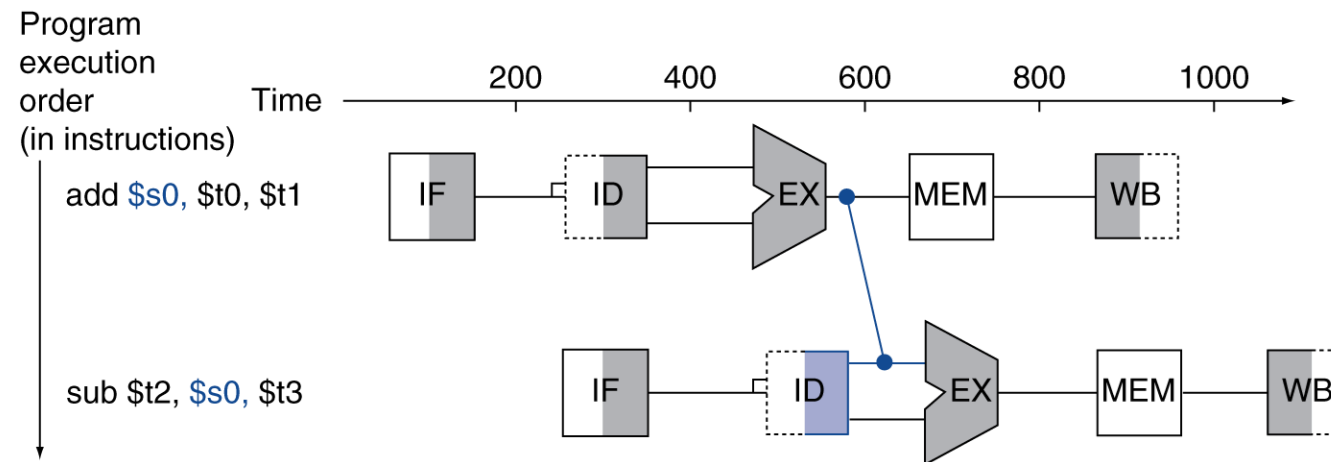 Program
execution
order
(in instructions)
Time
200 400 600 800 1000
add $s0, $t0, $t1
IF ID EX MEM WB
sub $t2, $s0, $t3
IF ID EX MEM WB